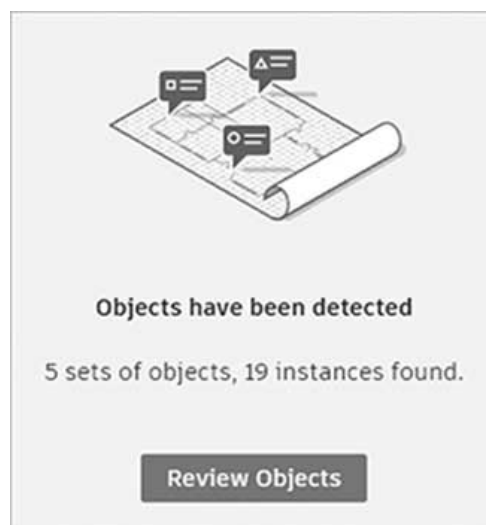 Objects have been detected
5 sets of objects, 19 instances found.
Review Objects